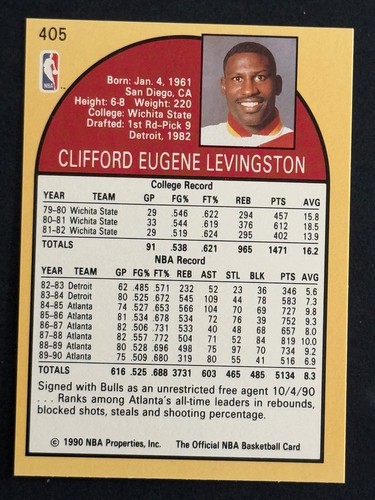 405
NBA
Born: Jan. 4, 1961
San Diego, CA
Height: 6-8 Weight: 220
College: Wichita State
Drafted: 1st Rd-Pick 9
Detroit, 1982
CLIFFORD EUGENE LEVINGSTON
College Record
YEAR TEAM GP FG% FT% REB PTS AVG
79-80 Wichita State 29 .546 .622 294 457 15.8
80-81 Wichita State 33 .544 .619 376 612 18.5
81-82 Wichita State 29 .519 .624 295 402 13.9
TOTALS 91 .538 .621 965 1471 16.2
NBA Record
YEAR TEAM GP FG% FT% REB AST STL BLK PTS AVG
82-83 Detroit 62 .485 .571 232 52 23 36 346 5.6
83-84 Detroit 80 .525 .672 545 109 44 78 583 7.3
84-85 Atlanta 74 .527 .653 566 104 70 69 727 9.8
85-86 Atlanta 81 .534 .678 534 72 76 39 752 9.3
86-87 Atlanta 82 .506 .731 533 40 48 68 657 8.0
87-88 Atlanta 82 .557 .772 504 71 52 84 819 10.0
88-89 Atlanta 80 .528 .696 498 75 97 70 734 9.2
89-90 Atlanta 75 .509 .680 319 80 55 41 516 6.9
TOTALS 616 .525 .688 3731 603 465 485 5134 8.3
Signed with Bulls as an unrestricted free agent 10/4/90
. . . Ranks among Atlanta's all-time leaders in rebounds,
blocked shots, steals and shooting percentage.
© 1990 NBA Properties, Inc. The Official NBA Basketball Card